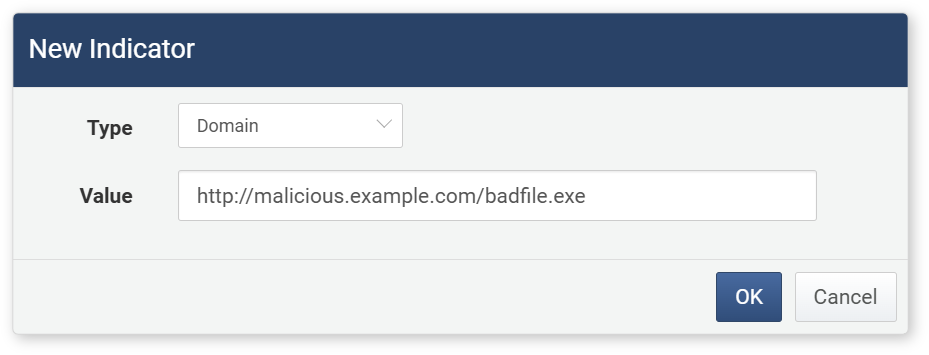 New Indicator
Type Domain
Value http://malicious.example.com/badfile.exe
OK Cancel